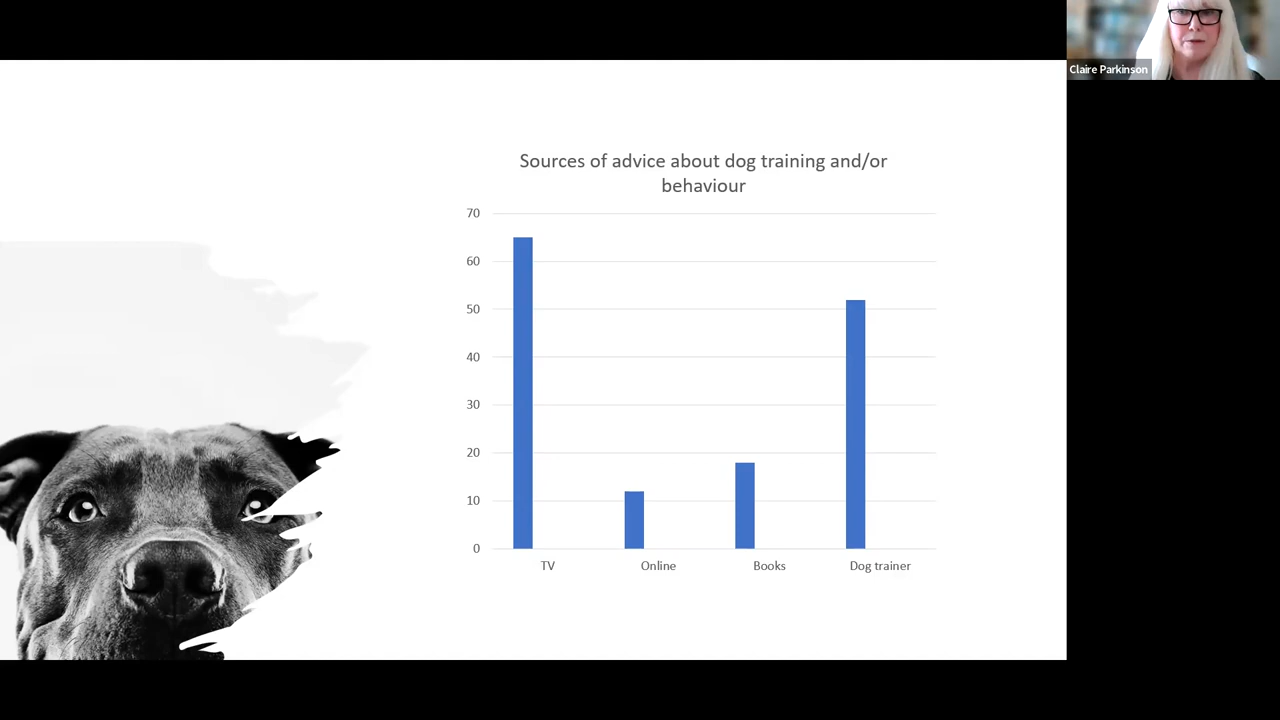 Claire Parkinson
Sources of advice about dog training and/or
behaviour
70
60
50
40
30
20
10
0
TV
Online
Books
Dog trainer